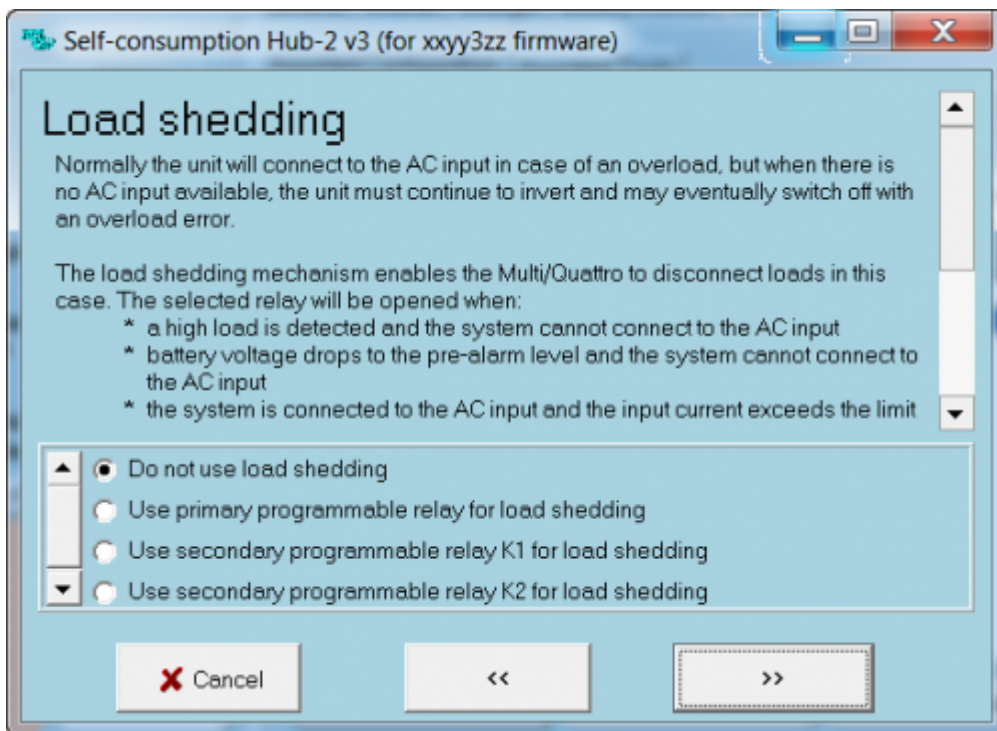 Self-consumption Hub-2 v3 (for xxyy3zz firmware)
Load shedding
Normally the unit will connect to the AC input in case of an overload, but when there is
no AC input available, the unit must continue to invert and may eventually switch off with
an overload error.
The load shedding mechanism enables the Multi/Quattro to disconnect loads in this
case. The selected relay will be opened when:
* a high load is detected and the system cannot connect to the AC input
* battery voltage drops to the pre-alarm level and the system cannot connect to
the AC input
* the system is connected to the AC input and the input current exceeds the limit
Do not use load shedding
Use primary programmable relay for load shedding
Use secondary programmable relay K1 for load shedding
Use secondary programmable relay K2 for load shedding
Cancel
<<
>>